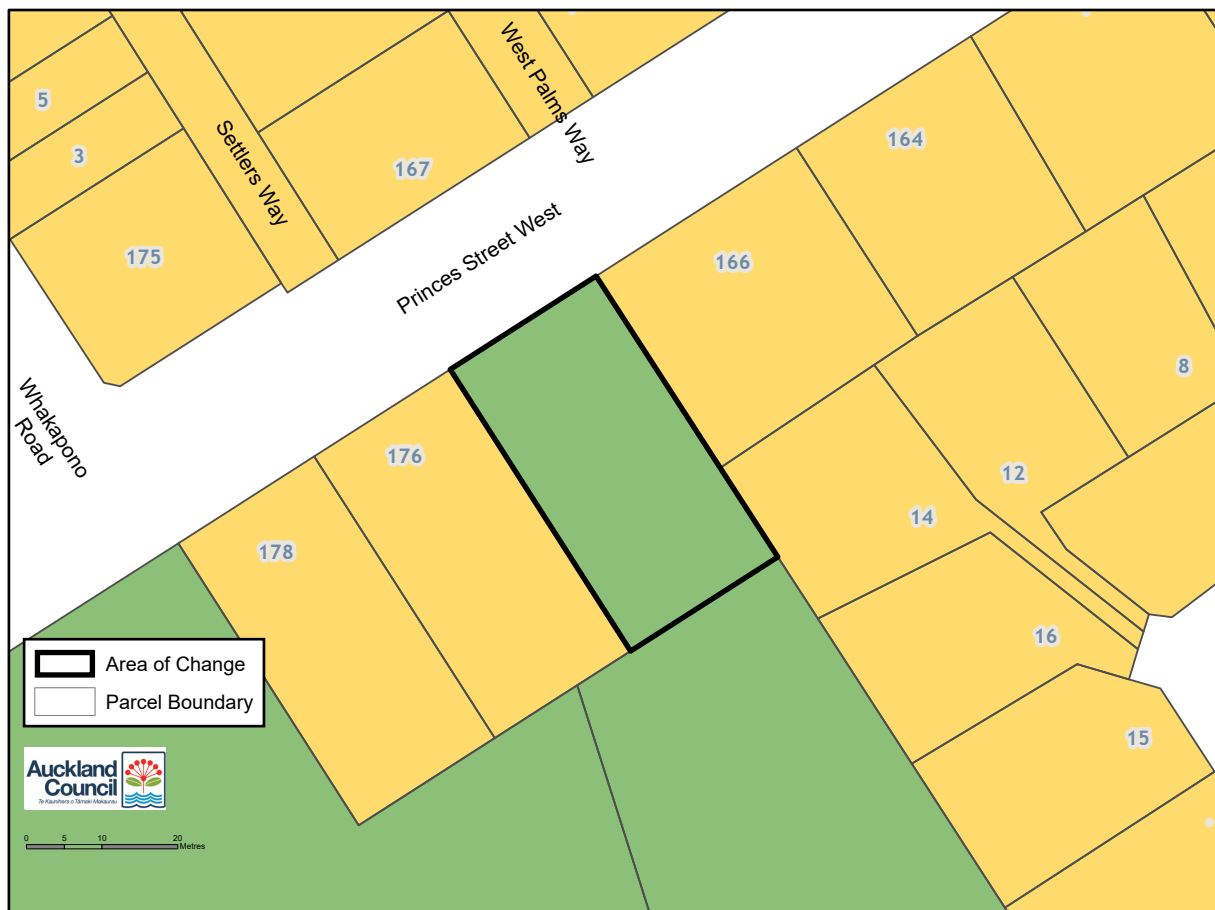 West Palms Way
5
Settlers Way
164
3
167
175
Princes Street West
166
8
Whakapono
Road
176
12
14
178
16
Area of Change
Parcel Boundary
15
Auckland
Council
Te Kaunihera o Tāmaki Makaurau
0 5 10 20
Metres